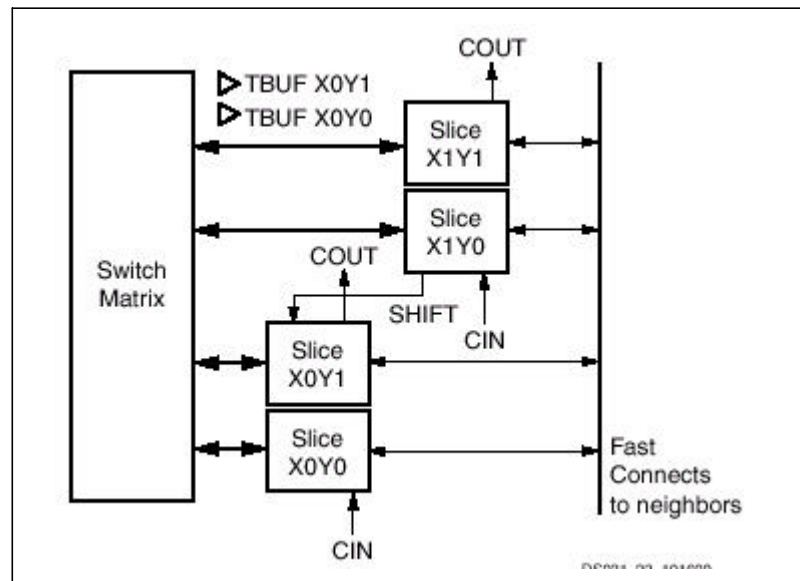 COUT
TBUF X0Y1
TBUF X0Y0
Slice
X1Y1
Slice
X1Y0
Switch
Matrix
COUT
SHIFT
CIN
Slice
X0Y1
Slice
X0Y0
Fast
Connects
to neighbors
CIN